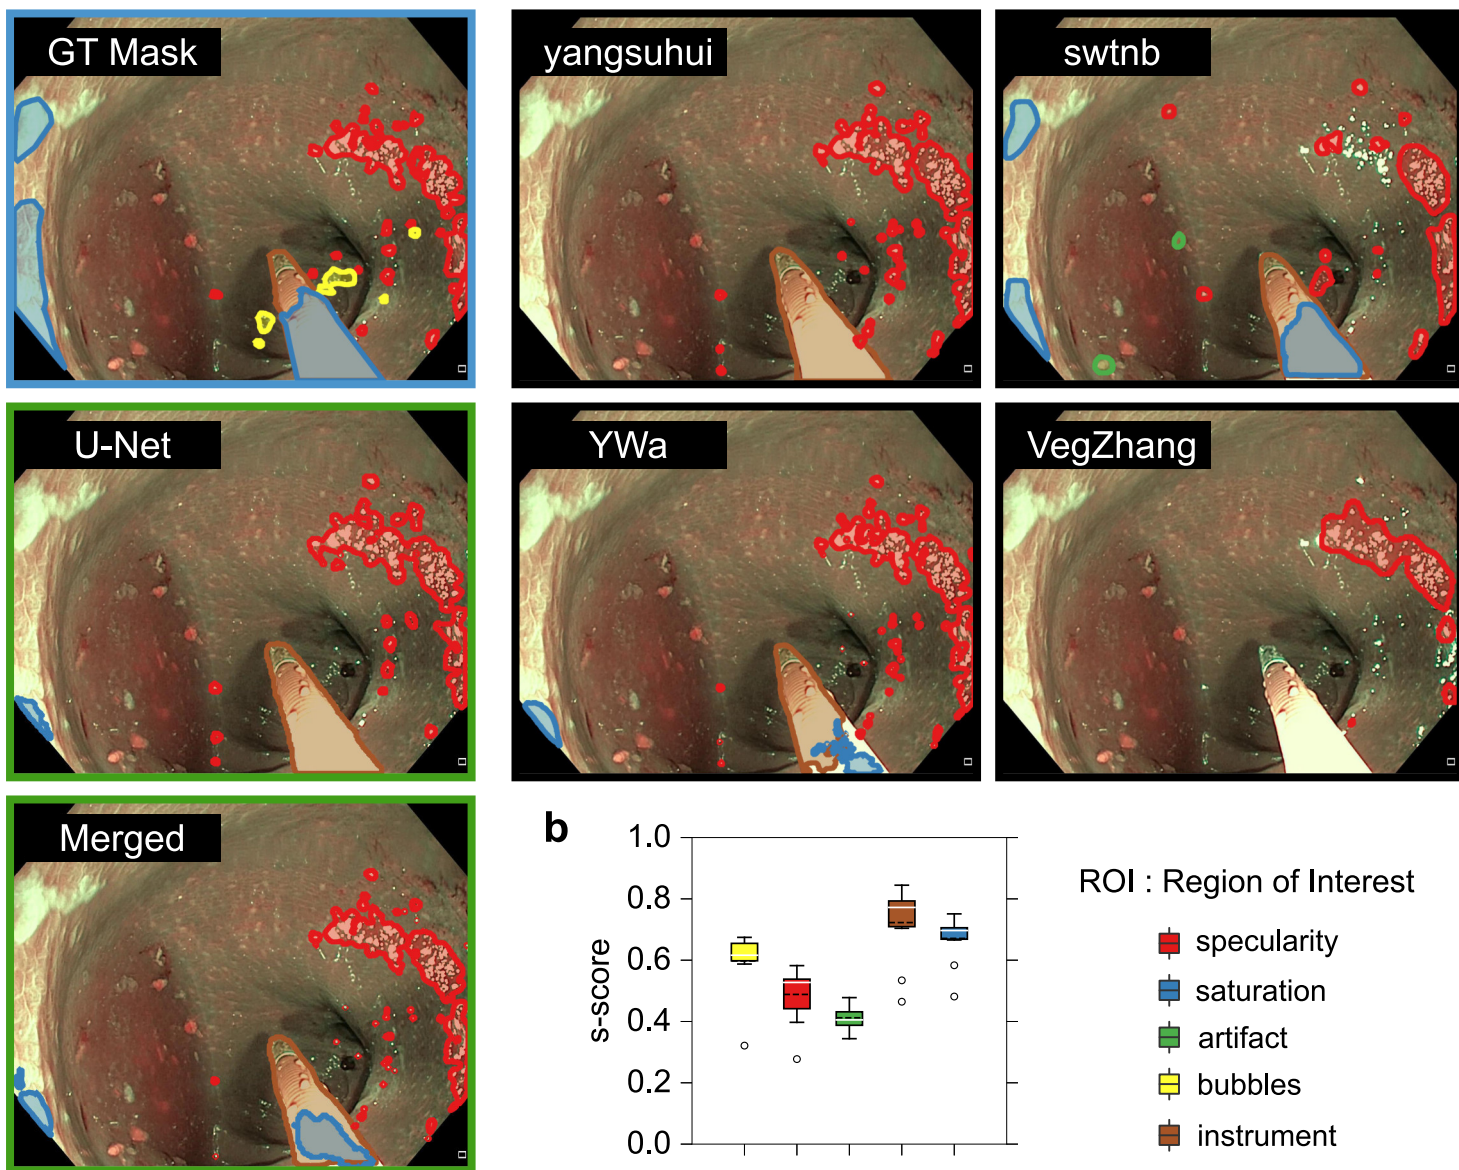 GT Mask
yangsuhui
swtnb
U-Net
YWa
VegZhang
Merged
b
1.0
0.8
0.6
0.4
0.2
0.0
s-score
ROI : Region of Interest
specularity
saturation
artifact
bubbles
instrument